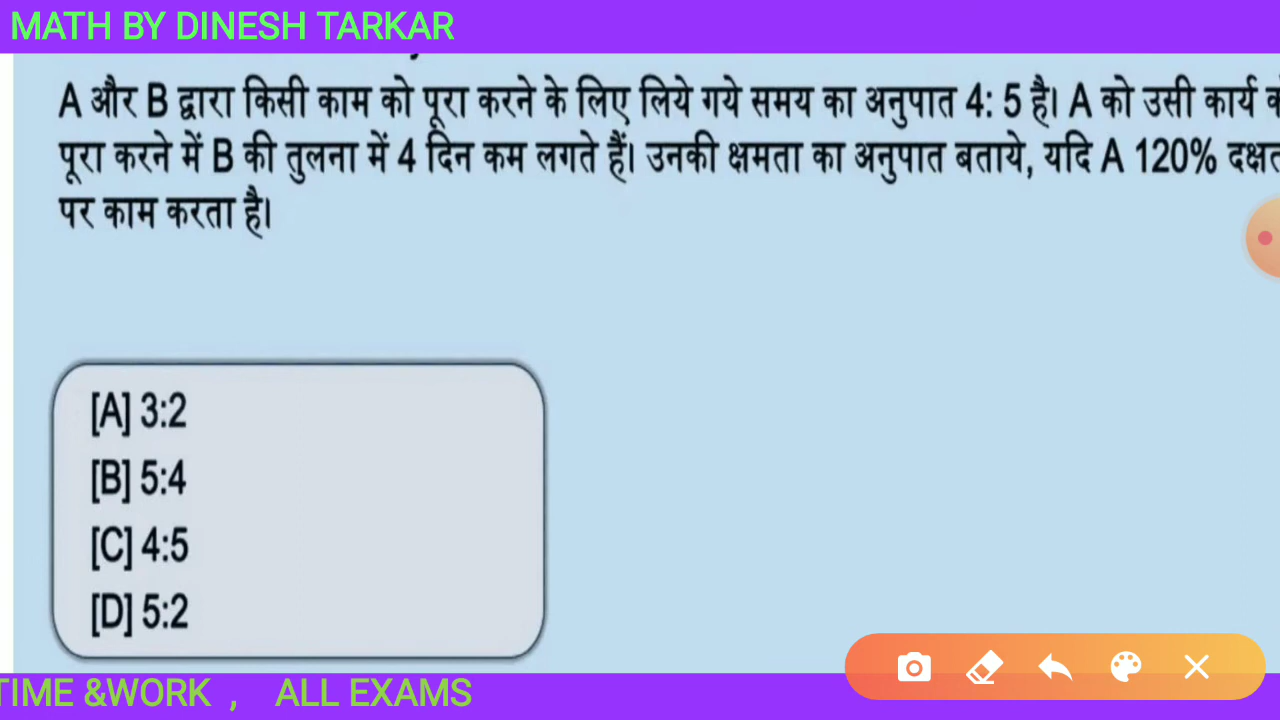 MATH BY DINESH TARKAR
A और B द्वारा किसी काम को पूरा करने के लिए लिये गये समय का अनुपात 4: 5 है। A को उसी कार्य
पूरा करने में B की तुलना में 4 दिन कम लगते हैं। उनकी क्षमता का अनुपात बताये, यदि A 120%
पर काम करता है।
[A] 3:2
[B] 5:4
[C] 4:5
[D] 5:2
TIME &WORK , ALL EXAMS